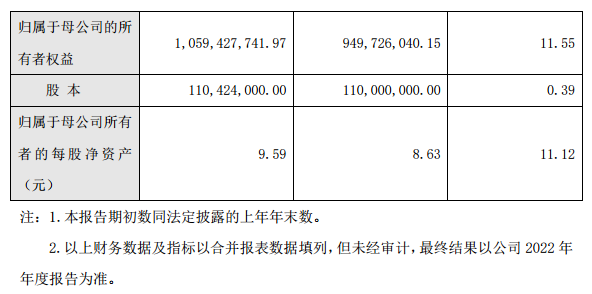 归属于母公司的所
有者权益
1,059,427,741.97 949,726,040.15 11.55
股 本 110,424,000.00 110,000,000.00 0.39
归属于母公司所有
者的每股净资产
（元）
9.59 8.63 11.12
注：1.本报告期初数同法定披露的上年年末数。
2.以上财务数据及指标以合并报表数据填列，但未经审计，最终结果以公司 2022 年
年度报告为准。